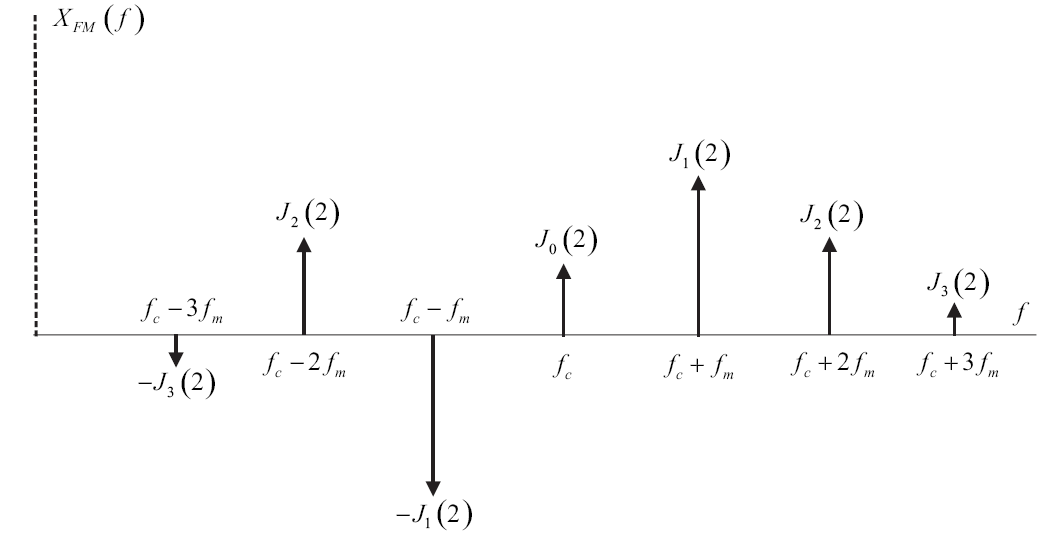 X_FM (f)
J_1(2)
J_2(2)
J_2(2)
J_0(2)
J_3(2)
f_c − 3f_m
f_c − f_m
f
f_c − 2f_m
f_c
f_c + f_m
f_c + 2f_m
f_c + 3f_m
−J_3(2)
−J_1(2)